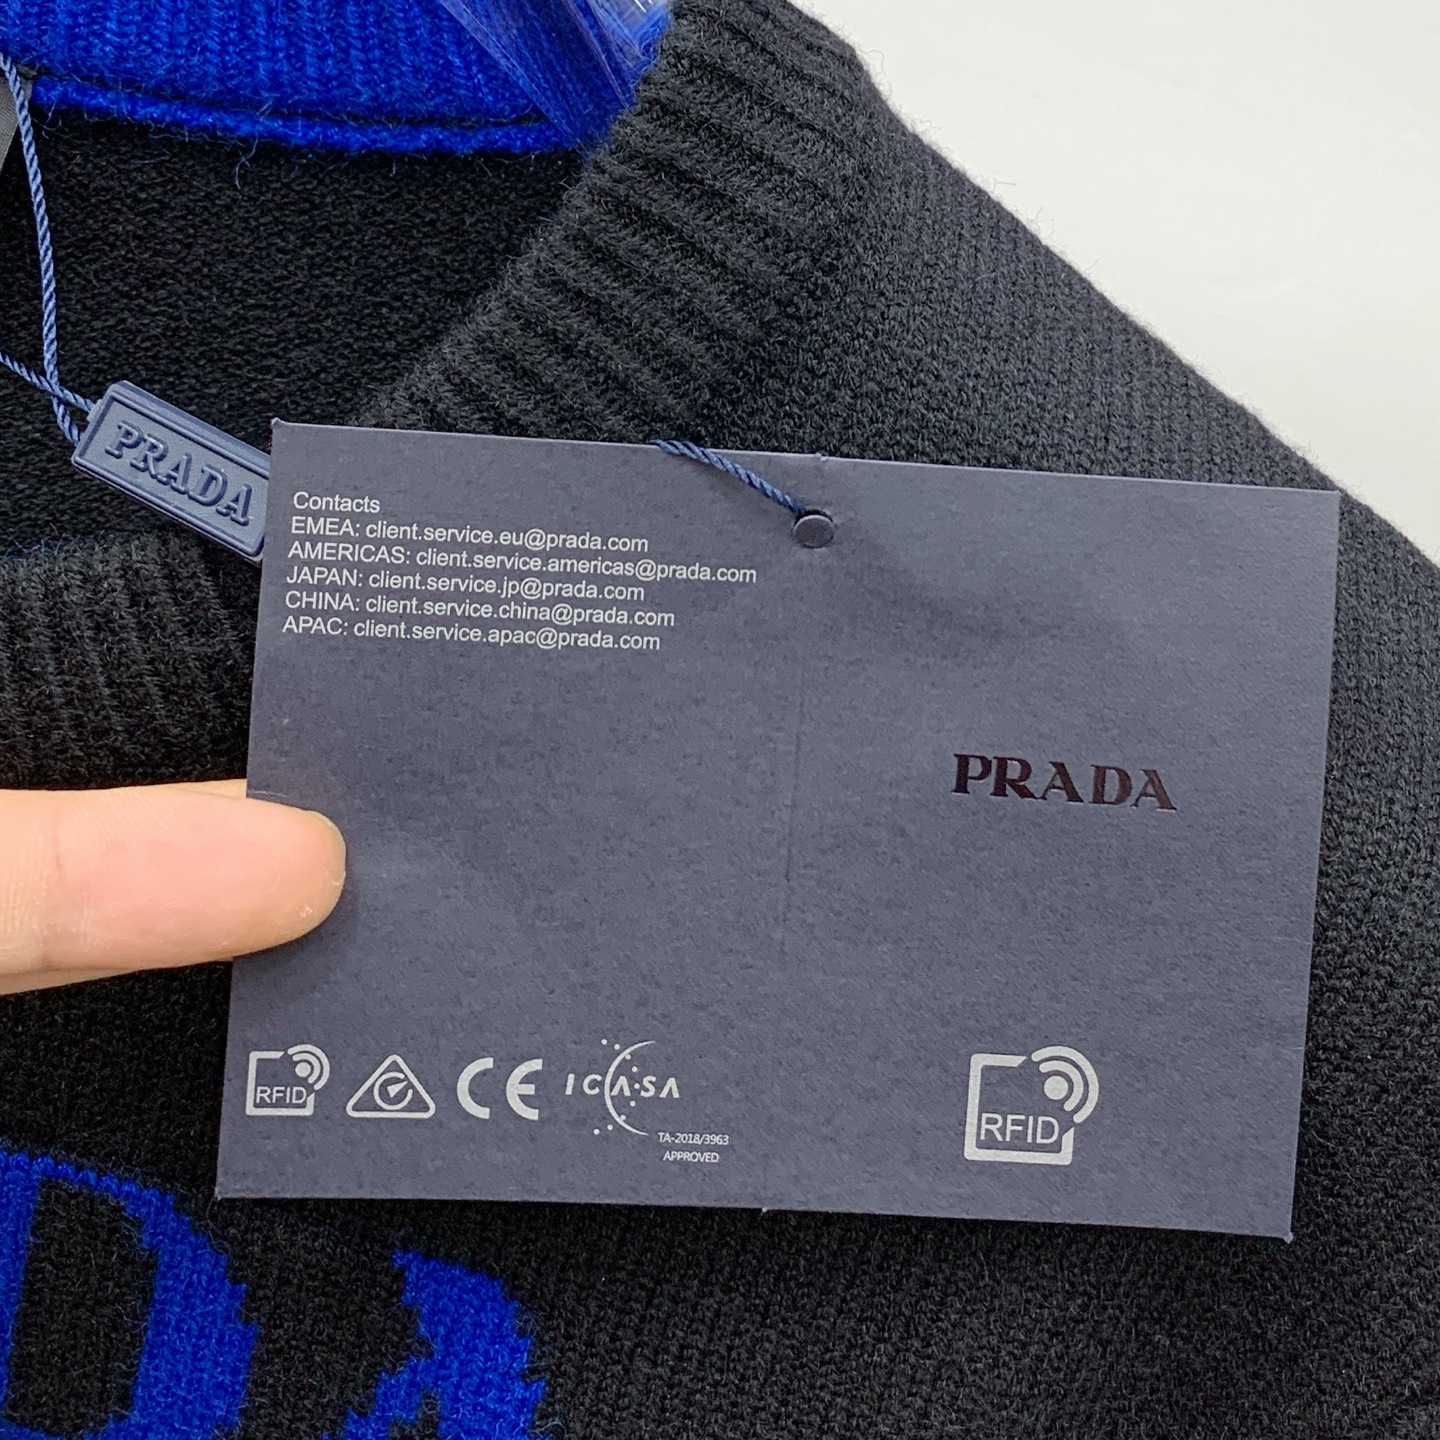 PRADA
Contacts
EMEA: client.service.eu@prada.com
AMERICAS: client.service.americas@prada.com
JAPAN: client.service.jp@prada.com
CHINA: client.service.china@prada.com
APAC: client.service.apac@prada.com
PRADA
RFID
CE
ICASA
TA-2018/3963
APPROVED
RFID
DA